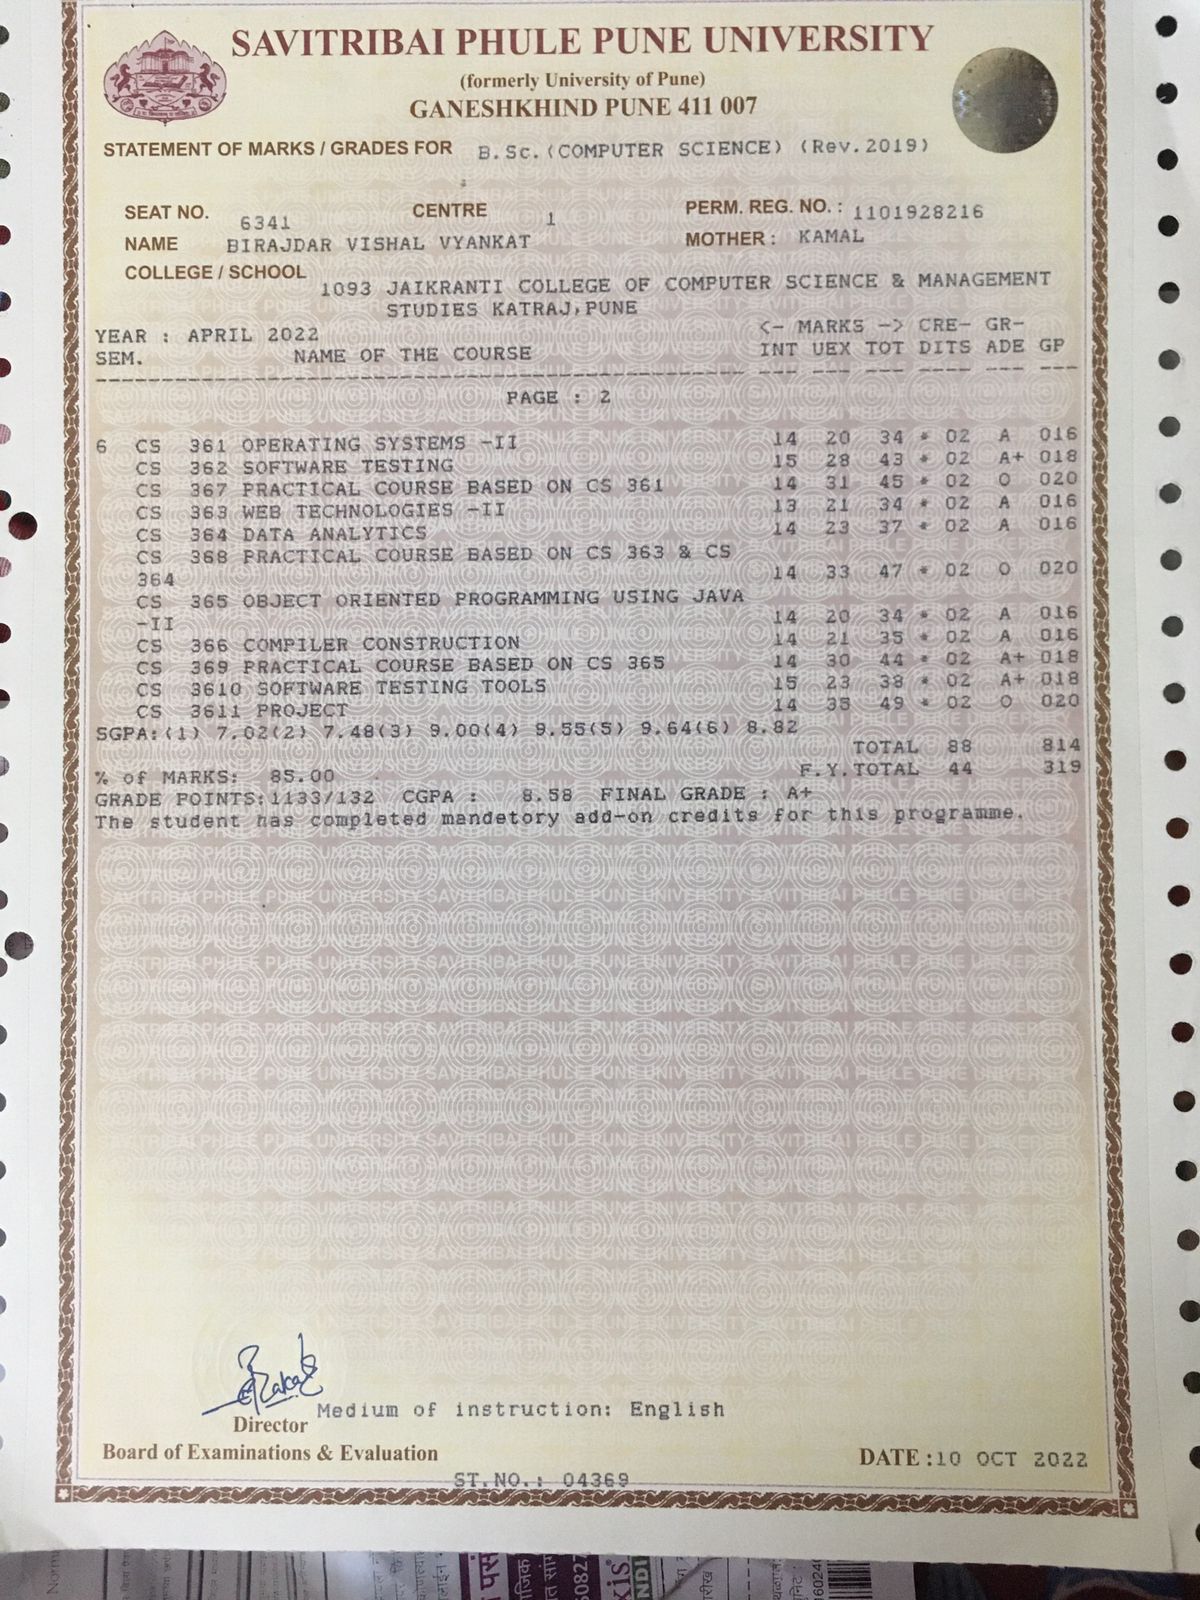 SAVITRIBAI PHULE PUNE UNIVERSITY
(formerly University of Pune)
GANESHKHIND PUNE 411 007
STATEMENT OF MARKS / GRADES FOR B.Sc.(COMPUTER SCIENCE) (Rev.2019)
SEAT NO. 6341 CENTRE 1 PERM. REG. NO. : 1101928216
NAME BIRAJDAR VISHAL VYANKAT MOTHER : KAMAL
COLLEGE / SCHOOL 1093 JAIKRANTI COLLEGE OF COMPUTER SCIENCE & MANAGEMENT
STUDIES KATRAJ,PUNE
YEAR : APRIL 2022 <- MARKS -> CRE- GR-
SEM. NAME OF THE COURSE INT UEX TOT DITS ADE GP
PAGE : 2
6 CS 361 OPERATING SYSTEMS -II 14 20 34 * 02 A 016
CS 362 SOFTWARE TESTING 15 28 43 * 02 A+ 018
CS 367 PRACTICAL COURSE BASED ON CS 361 14 31 45 * 02 O 020
CS 363 WEB TECHNOLOGIES -II 13 21 34 * 02 A 016
CS 364 DATA ANALYTICS 14 23 37 * 02 A 016
CS 368 PRACTICAL COURSE BASED ON CS 363 & CS
364 14 33 47 * 02 O 020
CS 365 OBJECT ORIENTED PROGRAMMING USING JAVA
-II 14 20 34 * 02 A 016
CS 366 COMPILER CONSTRUCTION 14 21 35 * 02 A 016
CS 369 PRACTICAL COURSE BASED ON CS 365 14 30 44 * 02 A+ 018
CS 3610 SOFTWARE TESTING TOOLS 15 23 38 * 02 A+ 018
CS 3611 PROJECT 14 35 49 * 02 O 020
SGPA:(1) 7.02(2) 7.48(3) 9.00(4) 9.55(5) 9.64(6) 8.82
TOTAL 88 814
% of MARKS: 85.00 F.Y.TOTAL 44 319
GRADE POINTS:1133/132 CGPA : 8.58 FINAL GRADE : A+
The student has completed mandetory add-on credits for this programme.
Director Medium of instruction: English
Board of Examinations & Evaluation DATE :10 OCT 2022
ST.NO.: 04369